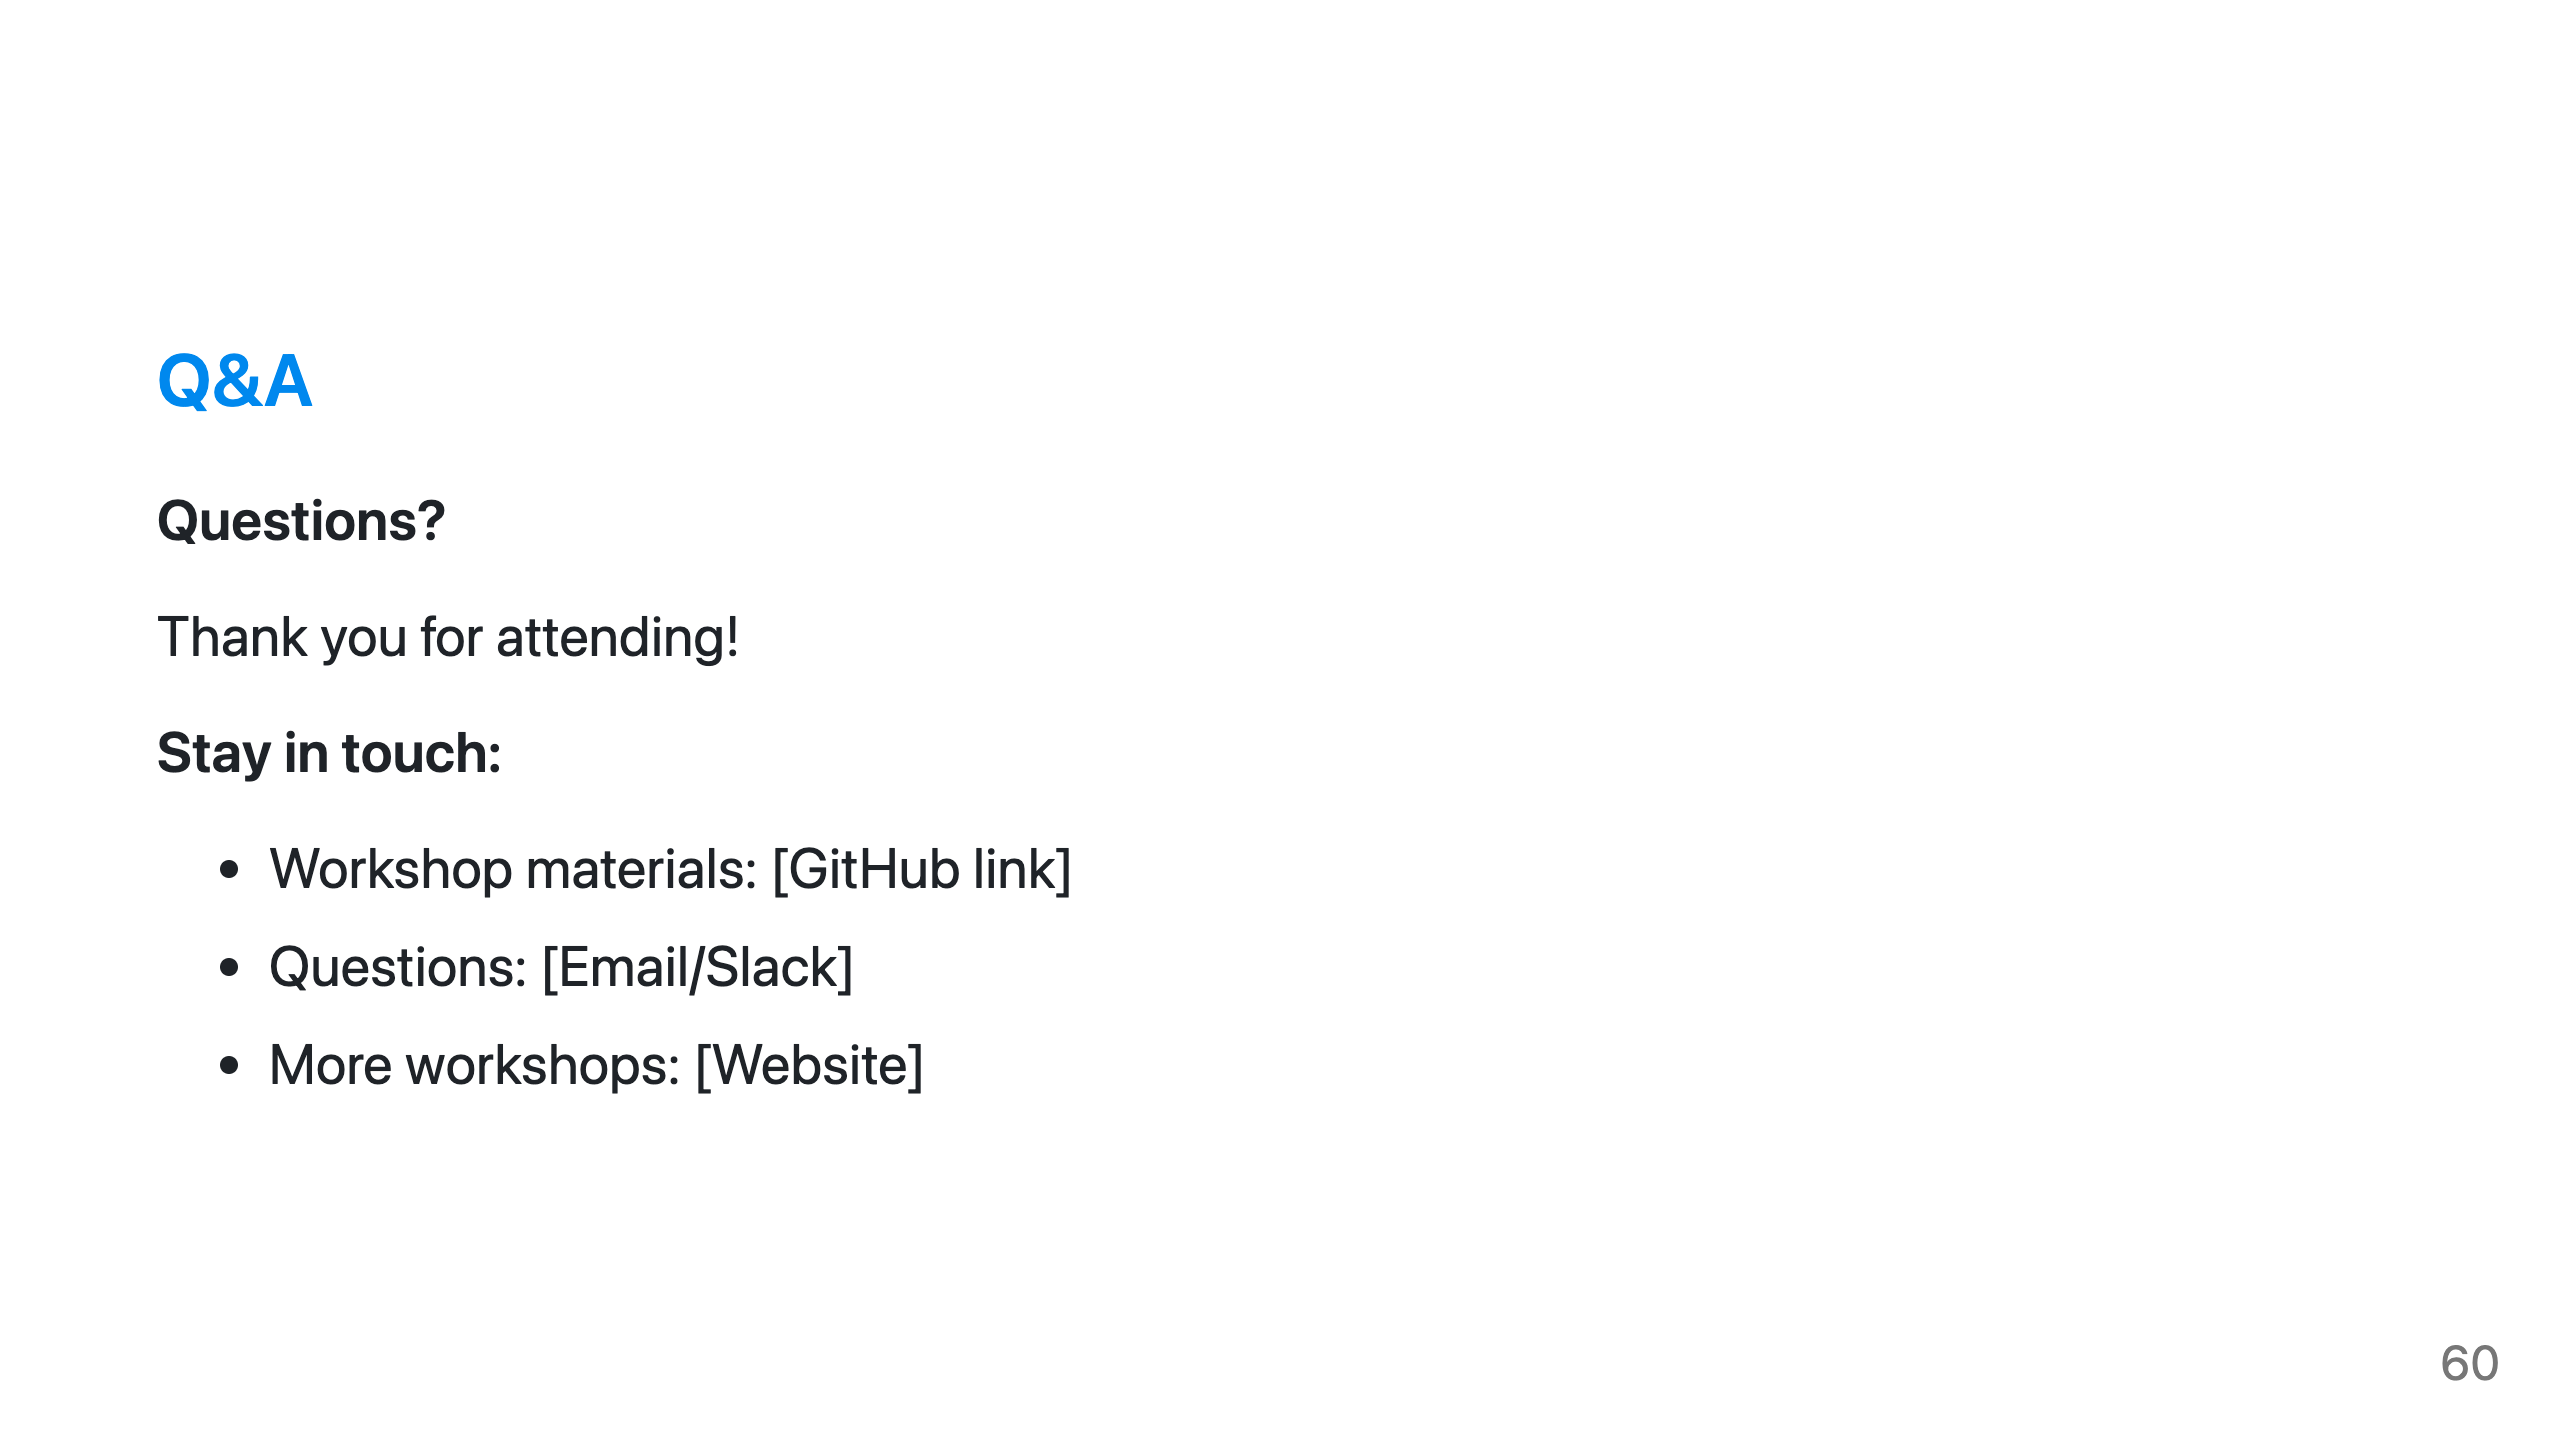 Q&A
Questions?
Thank you for attending!
Stay in touch:
• Workshop materials: [GitHub link]
• Questions: [Email/Slack]
• More workshops: [Website]
60